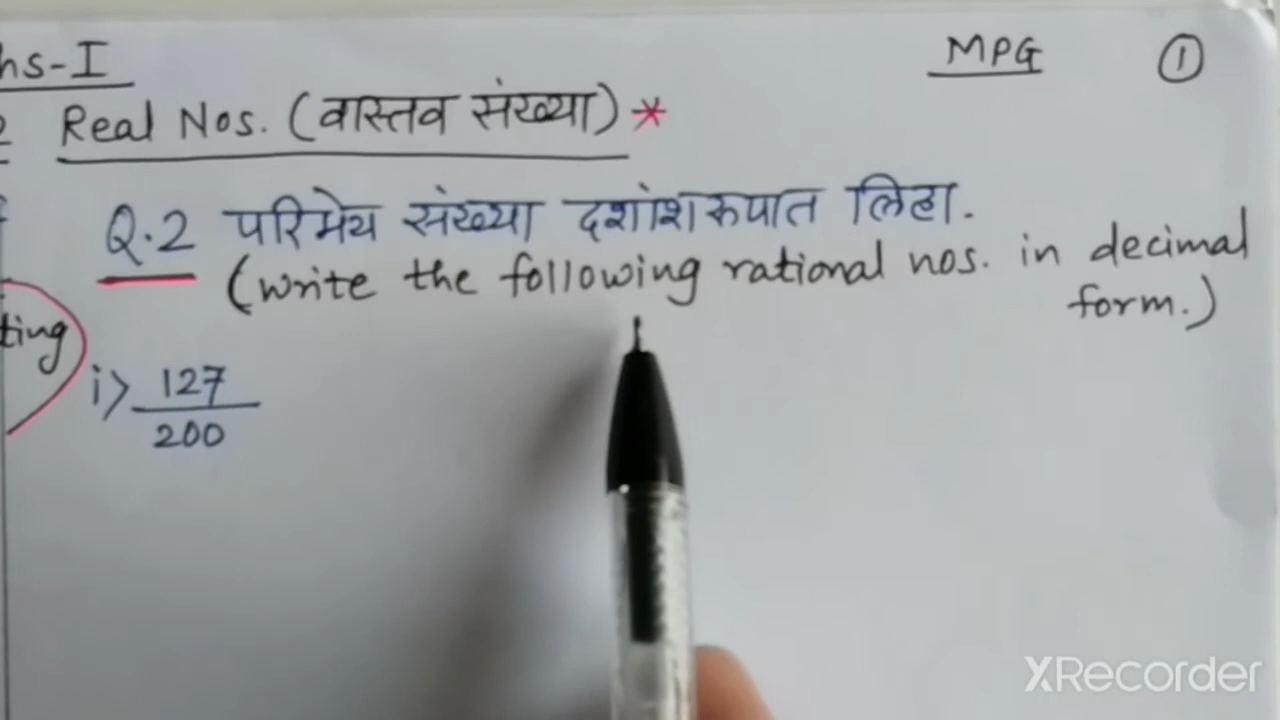 hs-I
MPG 1
Real Nos. (वास्तव संख्या) *
Q.2 परिमेय संख्या दशांशरुपात लिहा.
(write the following rational nos. in decimal
form.)
ting
i> 127
200
XRecorder